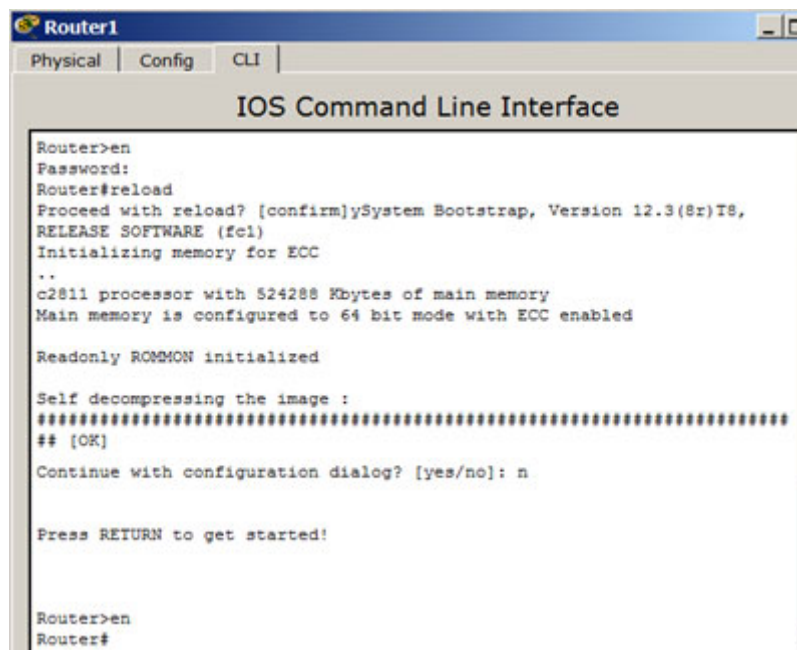 Router1
Physical Config CLI
IOS Command Line Interface
Router>en
Password:
Router#reload
Proceed with reload? [confirm]ySystem Bootstrap, Version 12.3(8r)T8,
RELEASE SOFTWARE (fc1)
Initializing memory for ECC
..
c2811 processor with 524288 Kbytes of main memory
Main memory is configured to 64 bit mode with ECC enabled
Readonly ROMMON initialized
Self decompressing the image :
##########################################################################
## [OK]
Continue with configuration dialog? [yes/no]: n
Press RETURN to get started!
Router>en
Router#